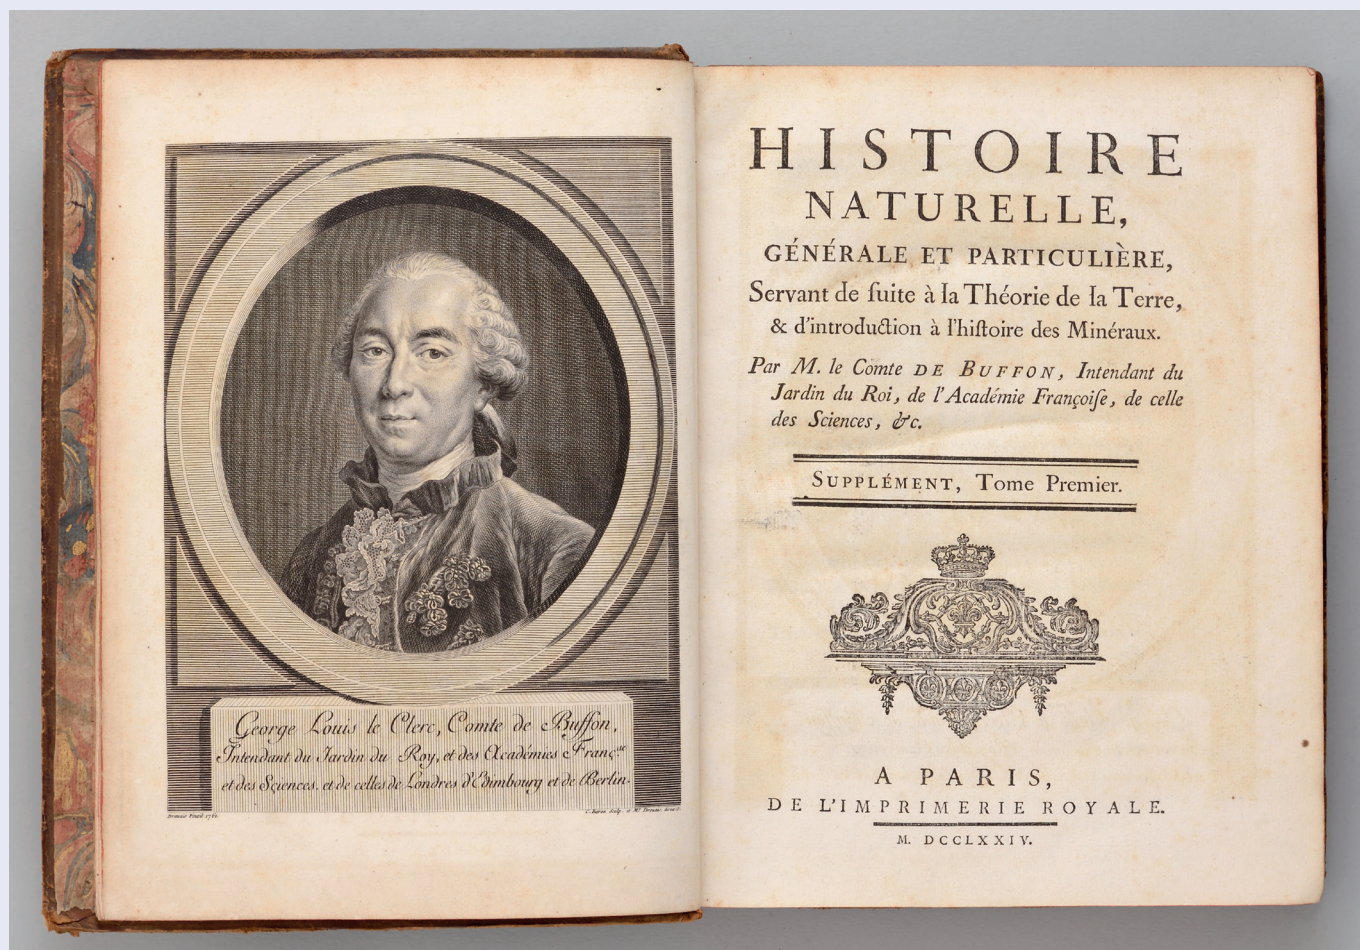 George Louis le Clerc, Comte de Buffon,
Intendant du Jardin du Roy, et des Académies Franç.se
et des Sciences, et de celles de Londres d'Edimbourg et de Berlin.
Drouais Pinxit 1761.
HISTOIRE
NATURELLE,
GÉNÉRALE ET PARTICULIÈRE,
Servant de ſuite à la Théorie de la Terre,
& d'introduction à l'hiſtoire des Minéraux.
Par M. le Comte DE BUFFON, Intendant du
Jardin du Roi, de l'Académie Françoiſe, de celle
des Sciences, &c.
SUPPLÉMENT, Tome Premier.
A PARIS,
DE L'IMPRIMERIE ROYALE.
M. DCCLXXIV.